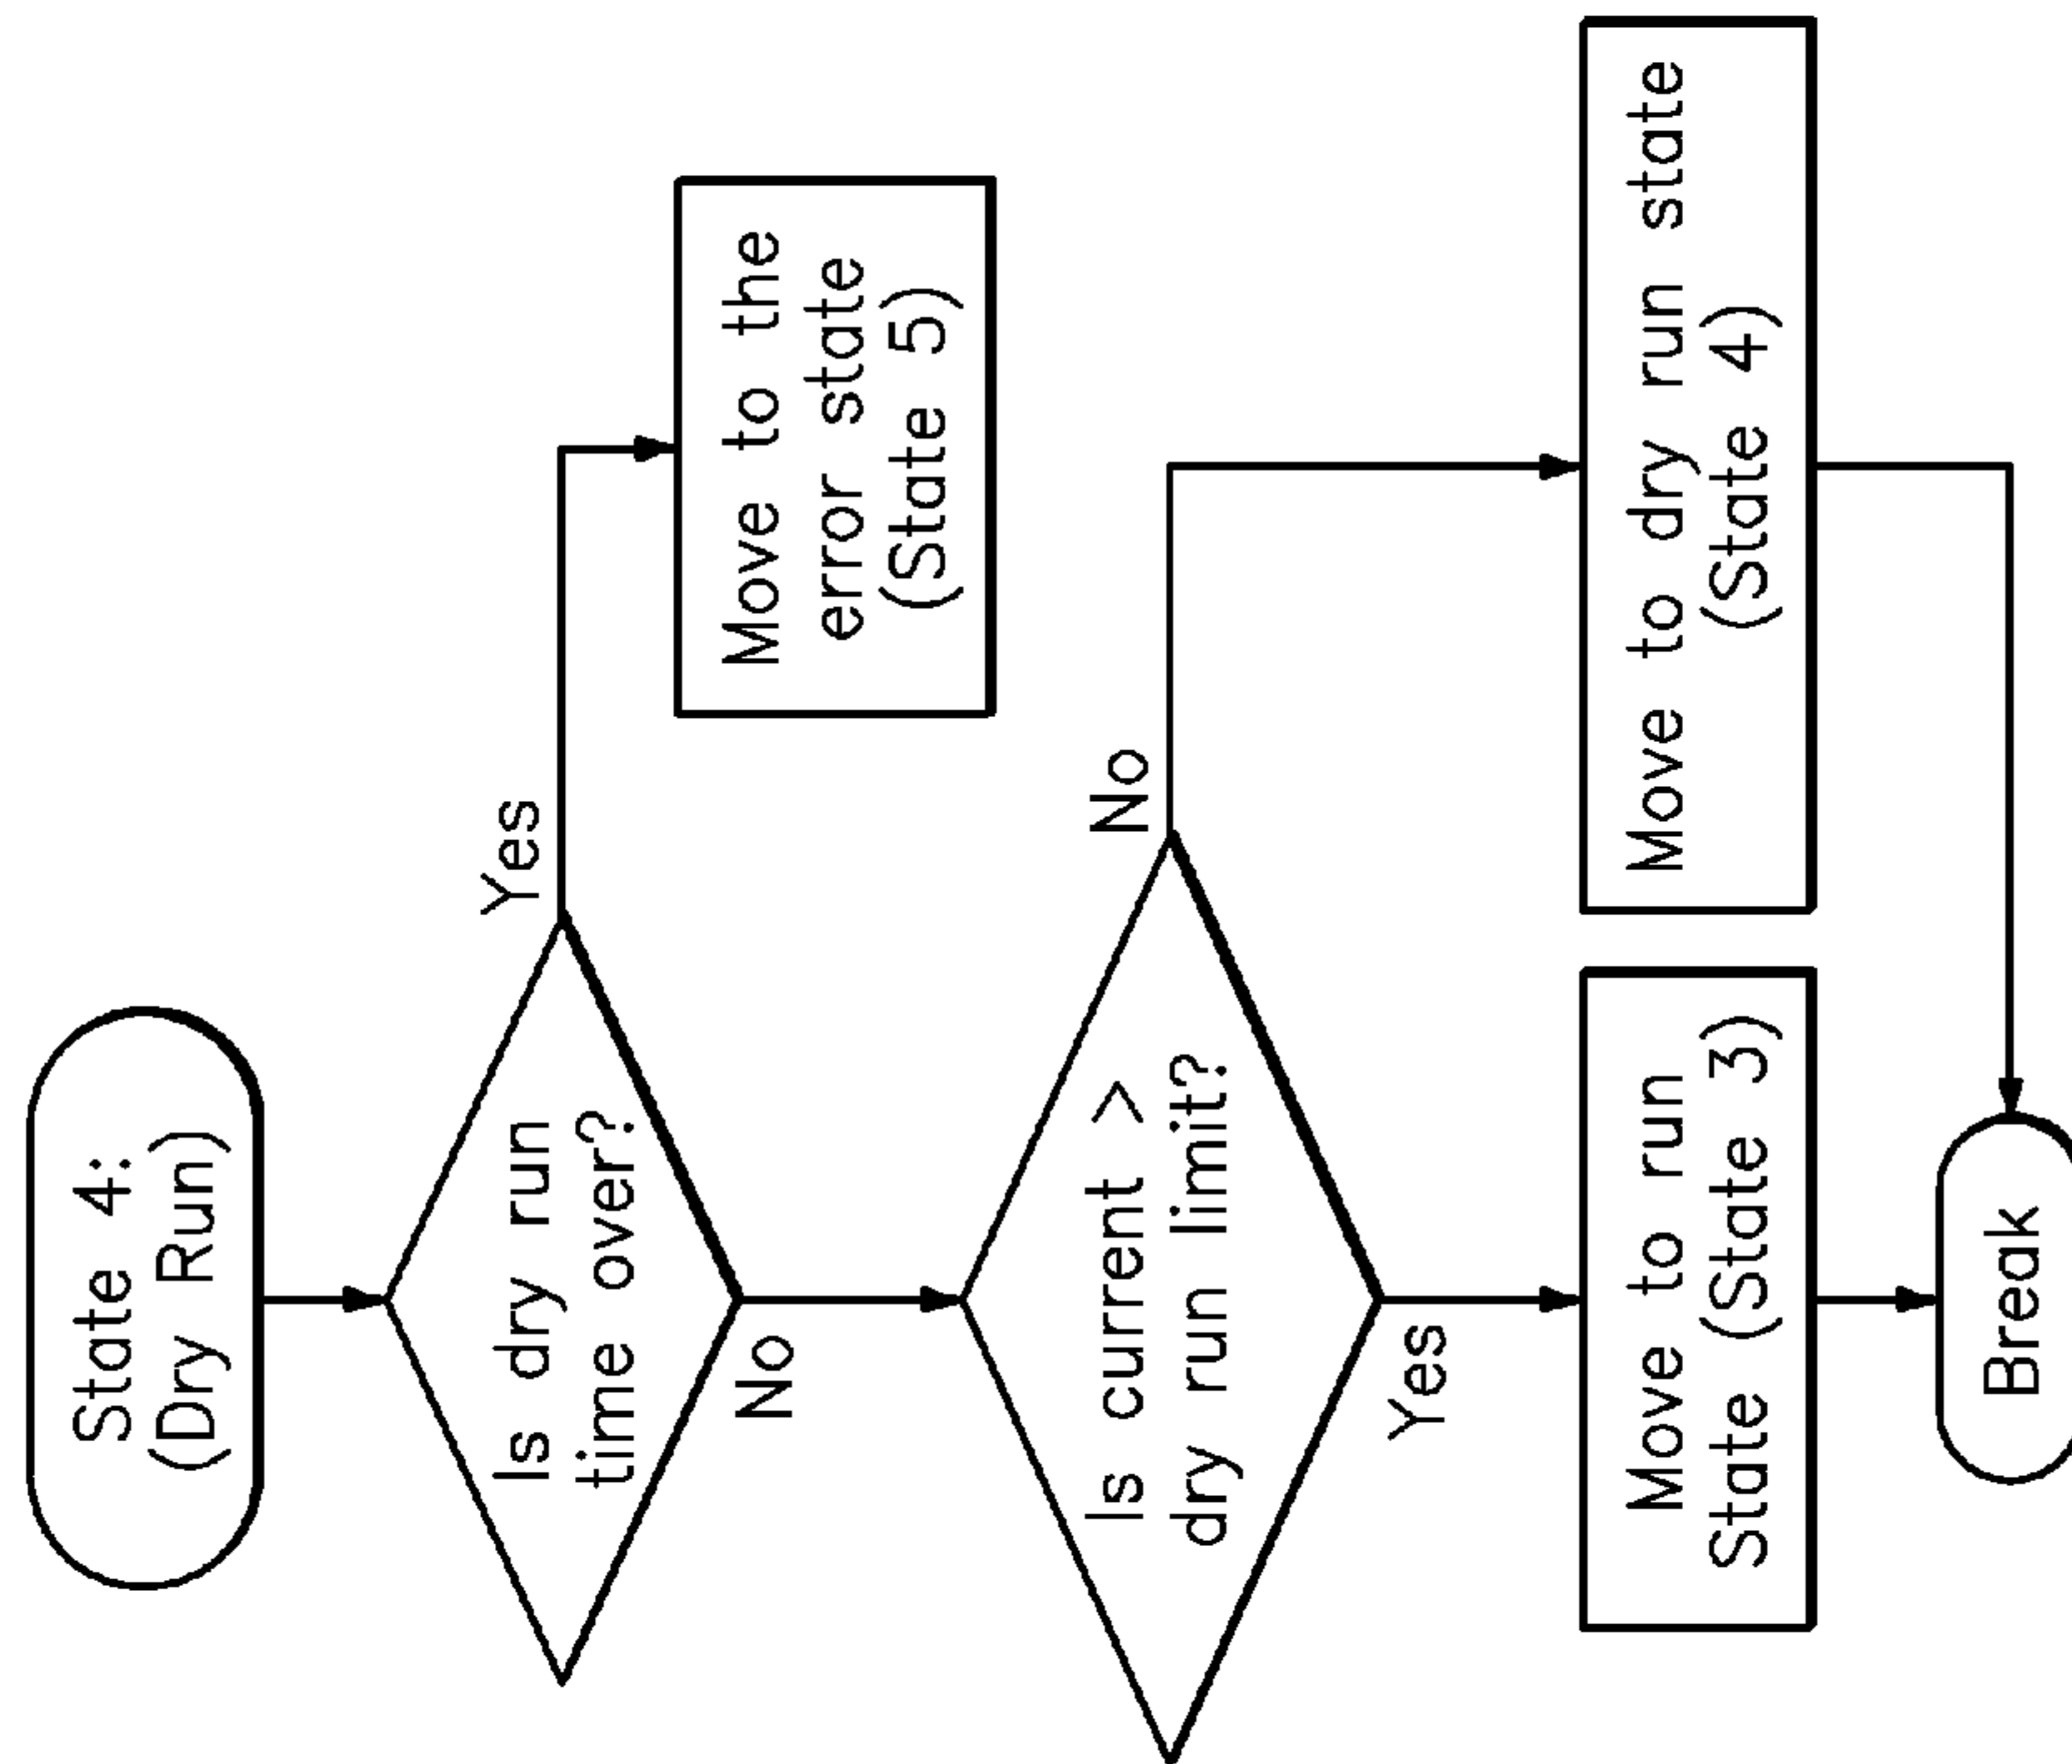 State 4:
(Dry Run)
Is dry run
time over?
Yes
Move to the
error state
(State 5)
No
Is current >
dry run limit?
No
Yes
Move to run
State (State 3)
Move to dry run state
(State 4)
Break